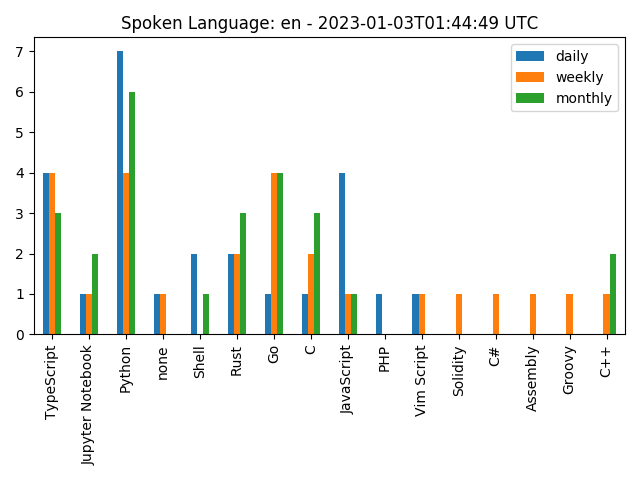 Spoken Language: en - 2023-01-03T01:44:49 UTC
daily
weekly
monthly
7
6
5
4
3
2
1
0
TypeScript
Jupyter Notebook
Python
none
Shell
Rust
Go
C
JavaScript
PHP
Vim Script
Solidity
C#
Assembly
Groovy
C++